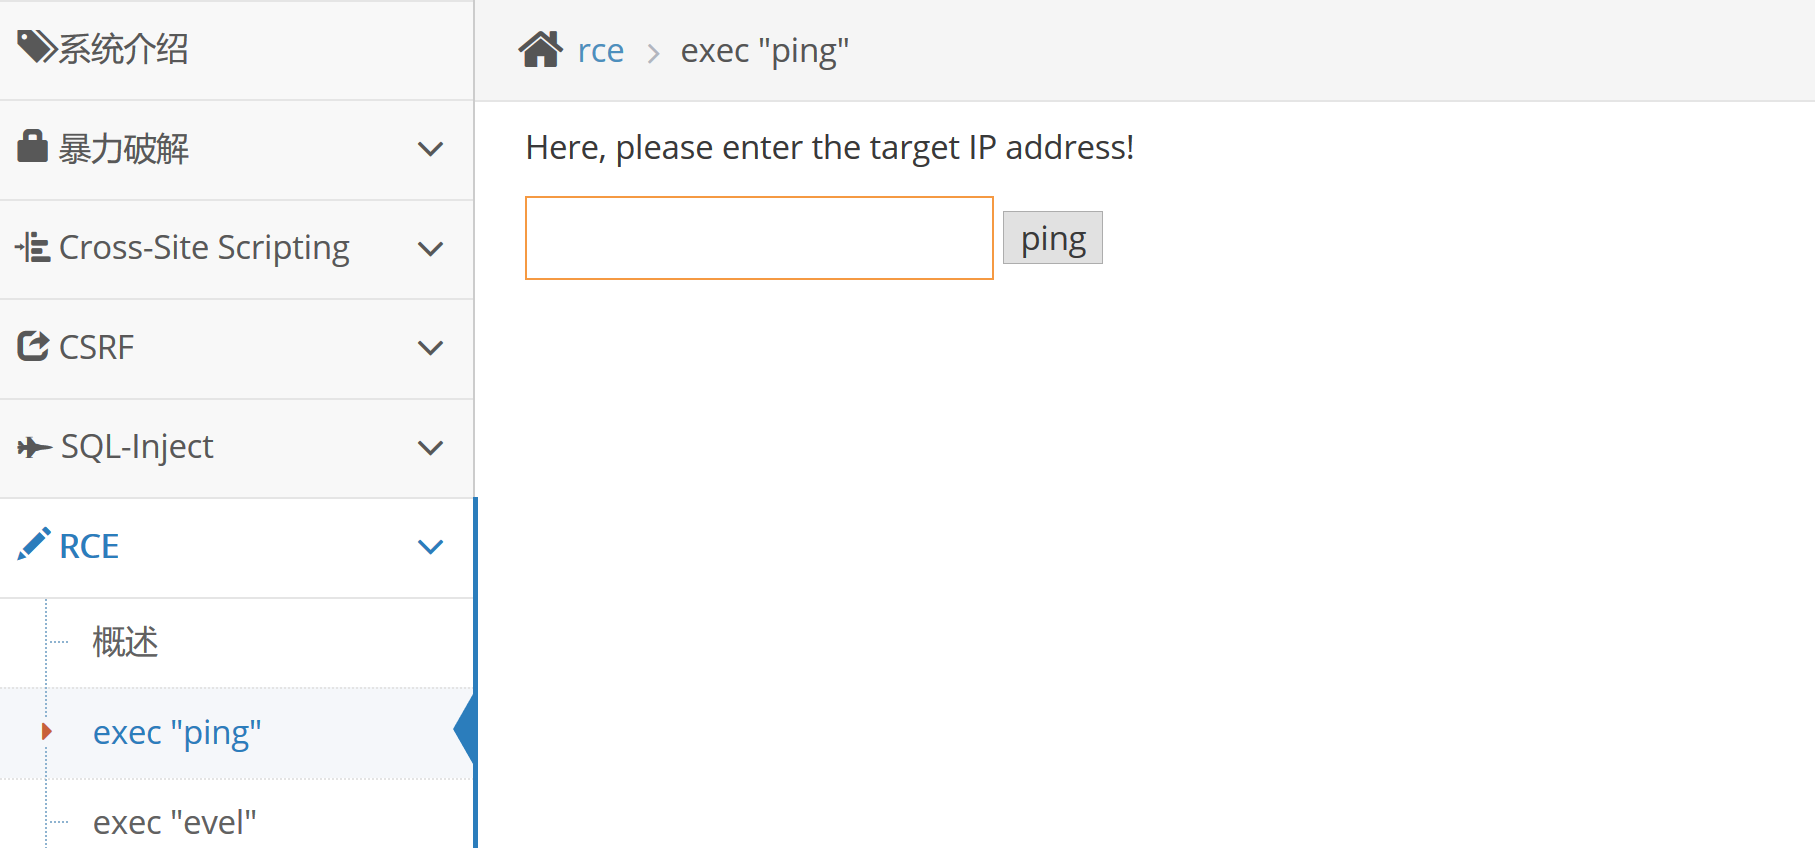 系统介绍
暴力破解
Cross-Site Scripting
CSRF
SQL-Inject
RCE
概述
exec "ping"
exec "evel"
rce > exec "ping"
Here, please enter the target IP address!
ping